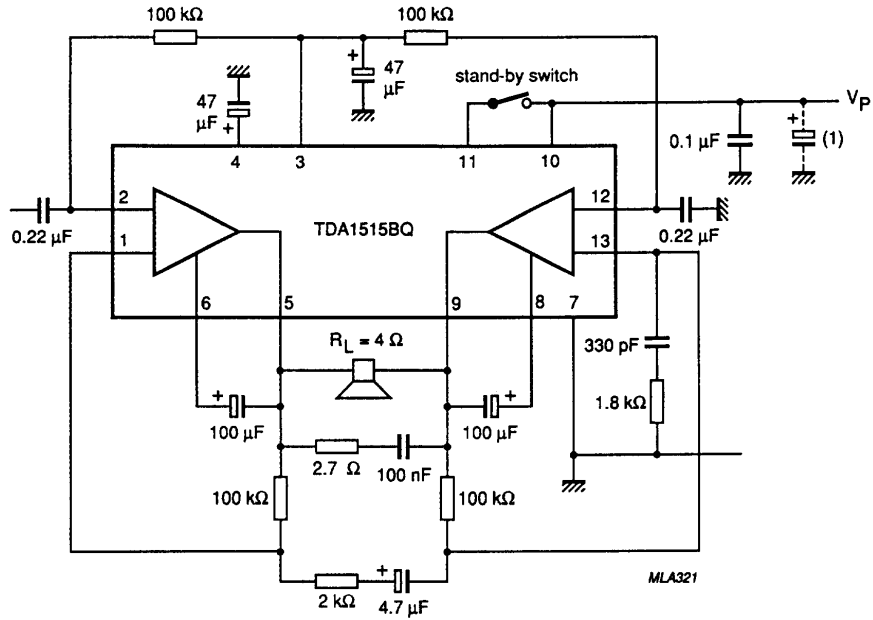 100 kΩ
100 kΩ
+
47
µF
stand-by switch
47
µF
+
V_P
0.1 µF
+
(1)
4
3
11
10
2
12
0.22 µF
TDA1515BQ
0.22 µF
1
13
6
5
9
8
7
R_L = 4 Ω
330 pF
+
+
1.8 kΩ
100 µF
100 µF
2.7 Ω
100 nF
100 kΩ
100 kΩ
+
2 kΩ
4.7 µF
MLA321